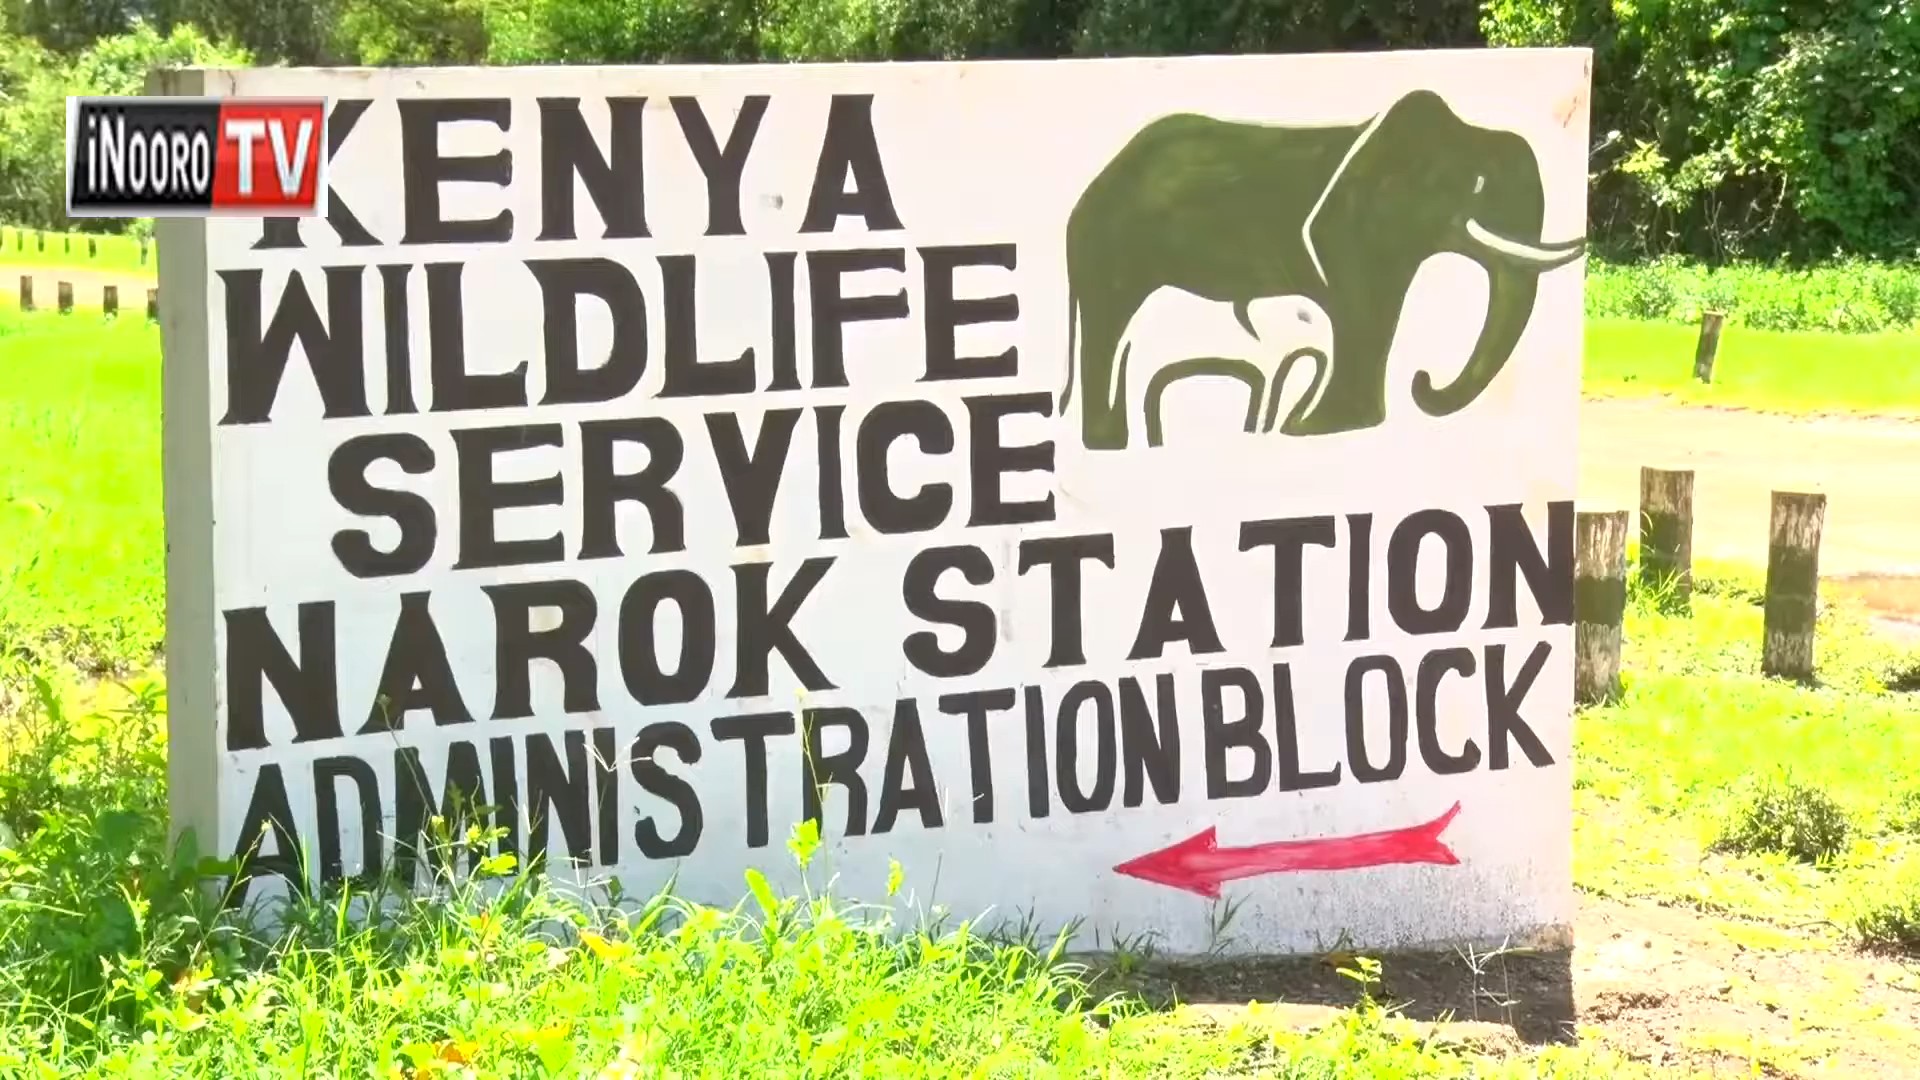 iNOORO TV
KENYA
WILDLIFE
SERVICE
NAROK STATION
ADMINISTRATION BLOCK